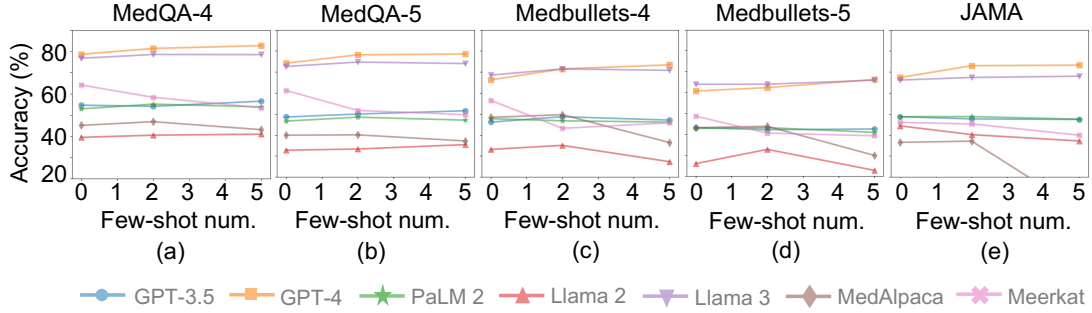 MedQA-4 MedQA-5 Medbullets-4 Medbullets-5 JAMA
Accuracy (%)
80
60
40
20
0 1 2 3 4 5 0 1 2 3 4 5 0 1 2 3 4 5 0 1 2 3 4 5 0 1 2 3 4 5
Few-shot num. Few-shot num. Few-shot num. Few-shot num. Few-shot num.
(a) (b) (c) (d) (e)
GPT-3.5 GPT-4 PaLM 2 Llama 2 Llama 3 MedAlpaca Meerkat